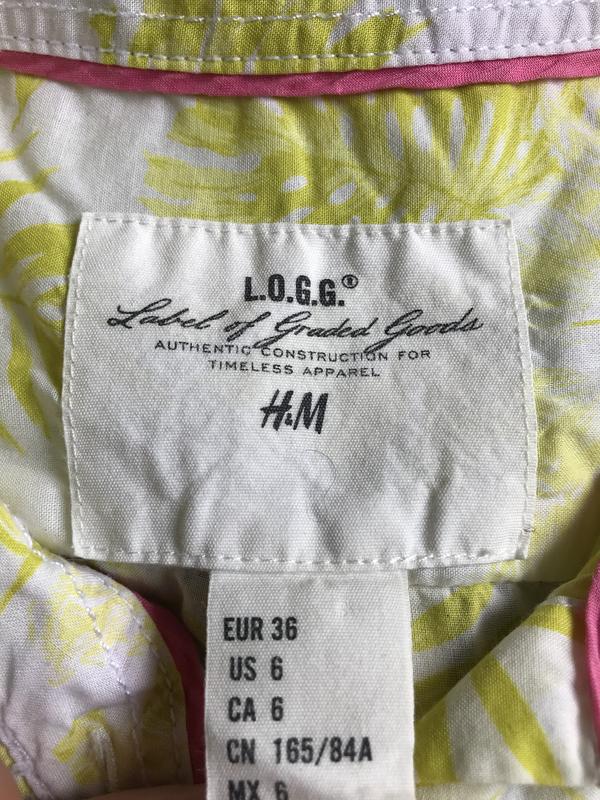 L.O.G.G.®
Label of Graded Goods
AUTHENTIC CONSTRUCTION FOR
TIMELESS APPAREL
H&M
EUR 36
US 6
CA 6
CN 165/84A
MX 6